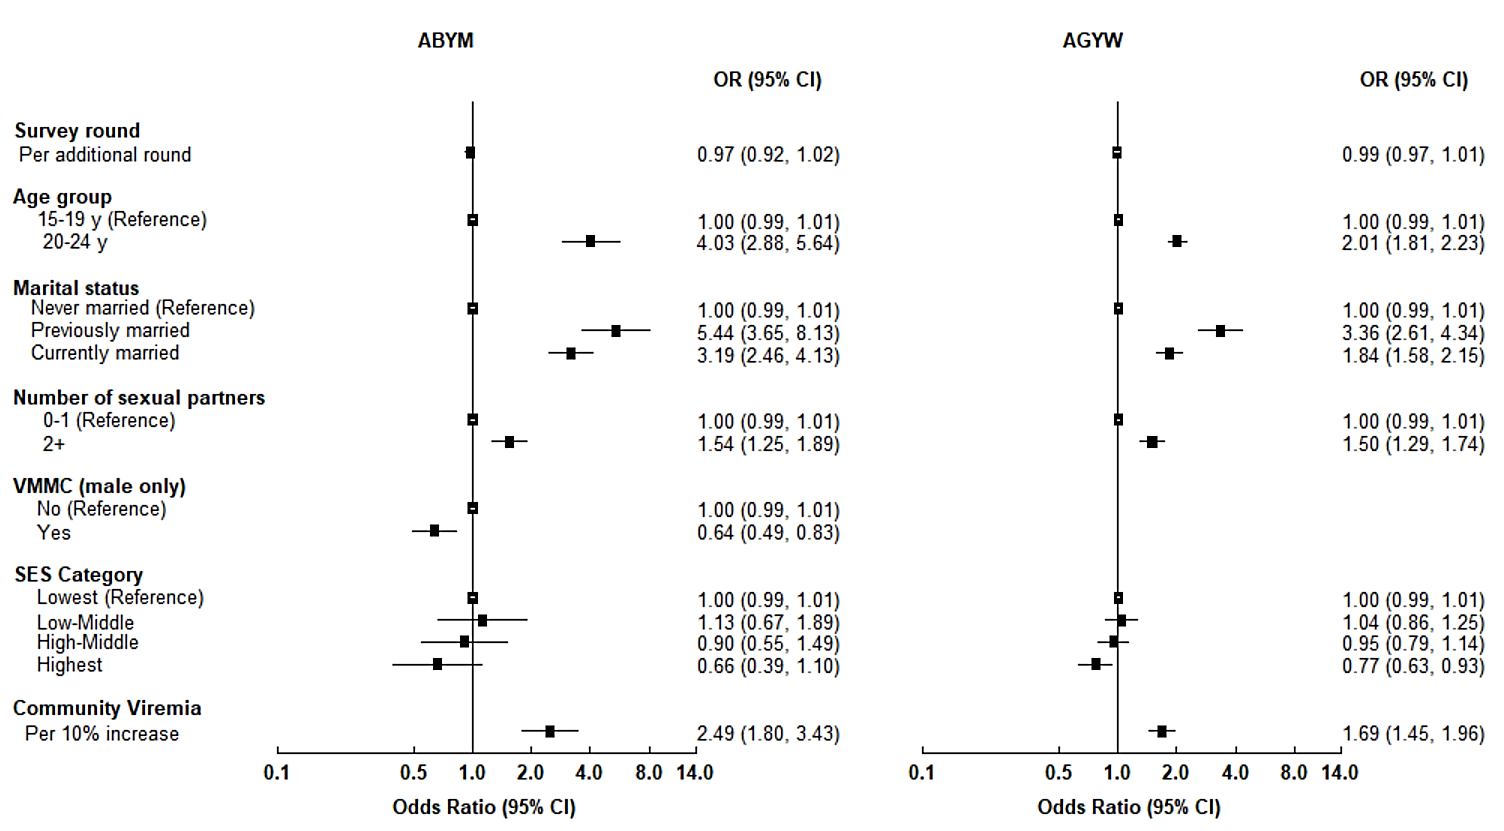 ABYM AGYW
OR (95% CI) OR (95% CI)
Survey round
Per additional round 0.97 (0.92, 1.02) 0.99 (0.97, 1.01)
Age group
15-19 y (Reference) 1.00 (0.99, 1.01) 1.00 (0.99, 1.01)
20-24 y 4.03 (2.88, 5.64) 2.01 (1.81, 2.23)
Marital status
Never married (Reference) 1.00 (0.99, 1.01) 1.00 (0.99, 1.01)
Previously married 5.44 (3.65, 8.13) 3.36 (2.61, 4.34)
Currently married 3.19 (2.46, 4.13) 1.84 (1.58, 2.15)
Number of sexual partners
0-1 (Reference) 1.00 (0.99, 1.01) 1.00 (0.99, 1.01)
2+ 1.54 (1.25, 1.89) 1.50 (1.29, 1.74)
VMMC (male only)
No (Reference) 1.00 (0.99, 1.01)
Yes 0.64 (0.49, 0.83)
SES Category
Lowest (Reference) 1.00 (0.99, 1.01) 1.00 (0.99, 1.01)
Low-Middle 1.13 (0.67, 1.89) 1.04 (0.86, 1.25)
High-Middle 0.90 (0.55, 1.49) 0.95 (0.79, 1.14)
Highest 0.66 (0.39, 1.10) 0.77 (0.63, 0.93)
Community Viremia
Per 10% increase 2.49 (1.80, 3.43) 1.69 (1.45, 1.96)
0.1 0.5 1.0 2.0 4.0 8.0 14.0 0.1 0.5 1.0 2.0 4.0 8.0 14.0
Odds Ratio (95% CI) Odds Ratio (95% CI)